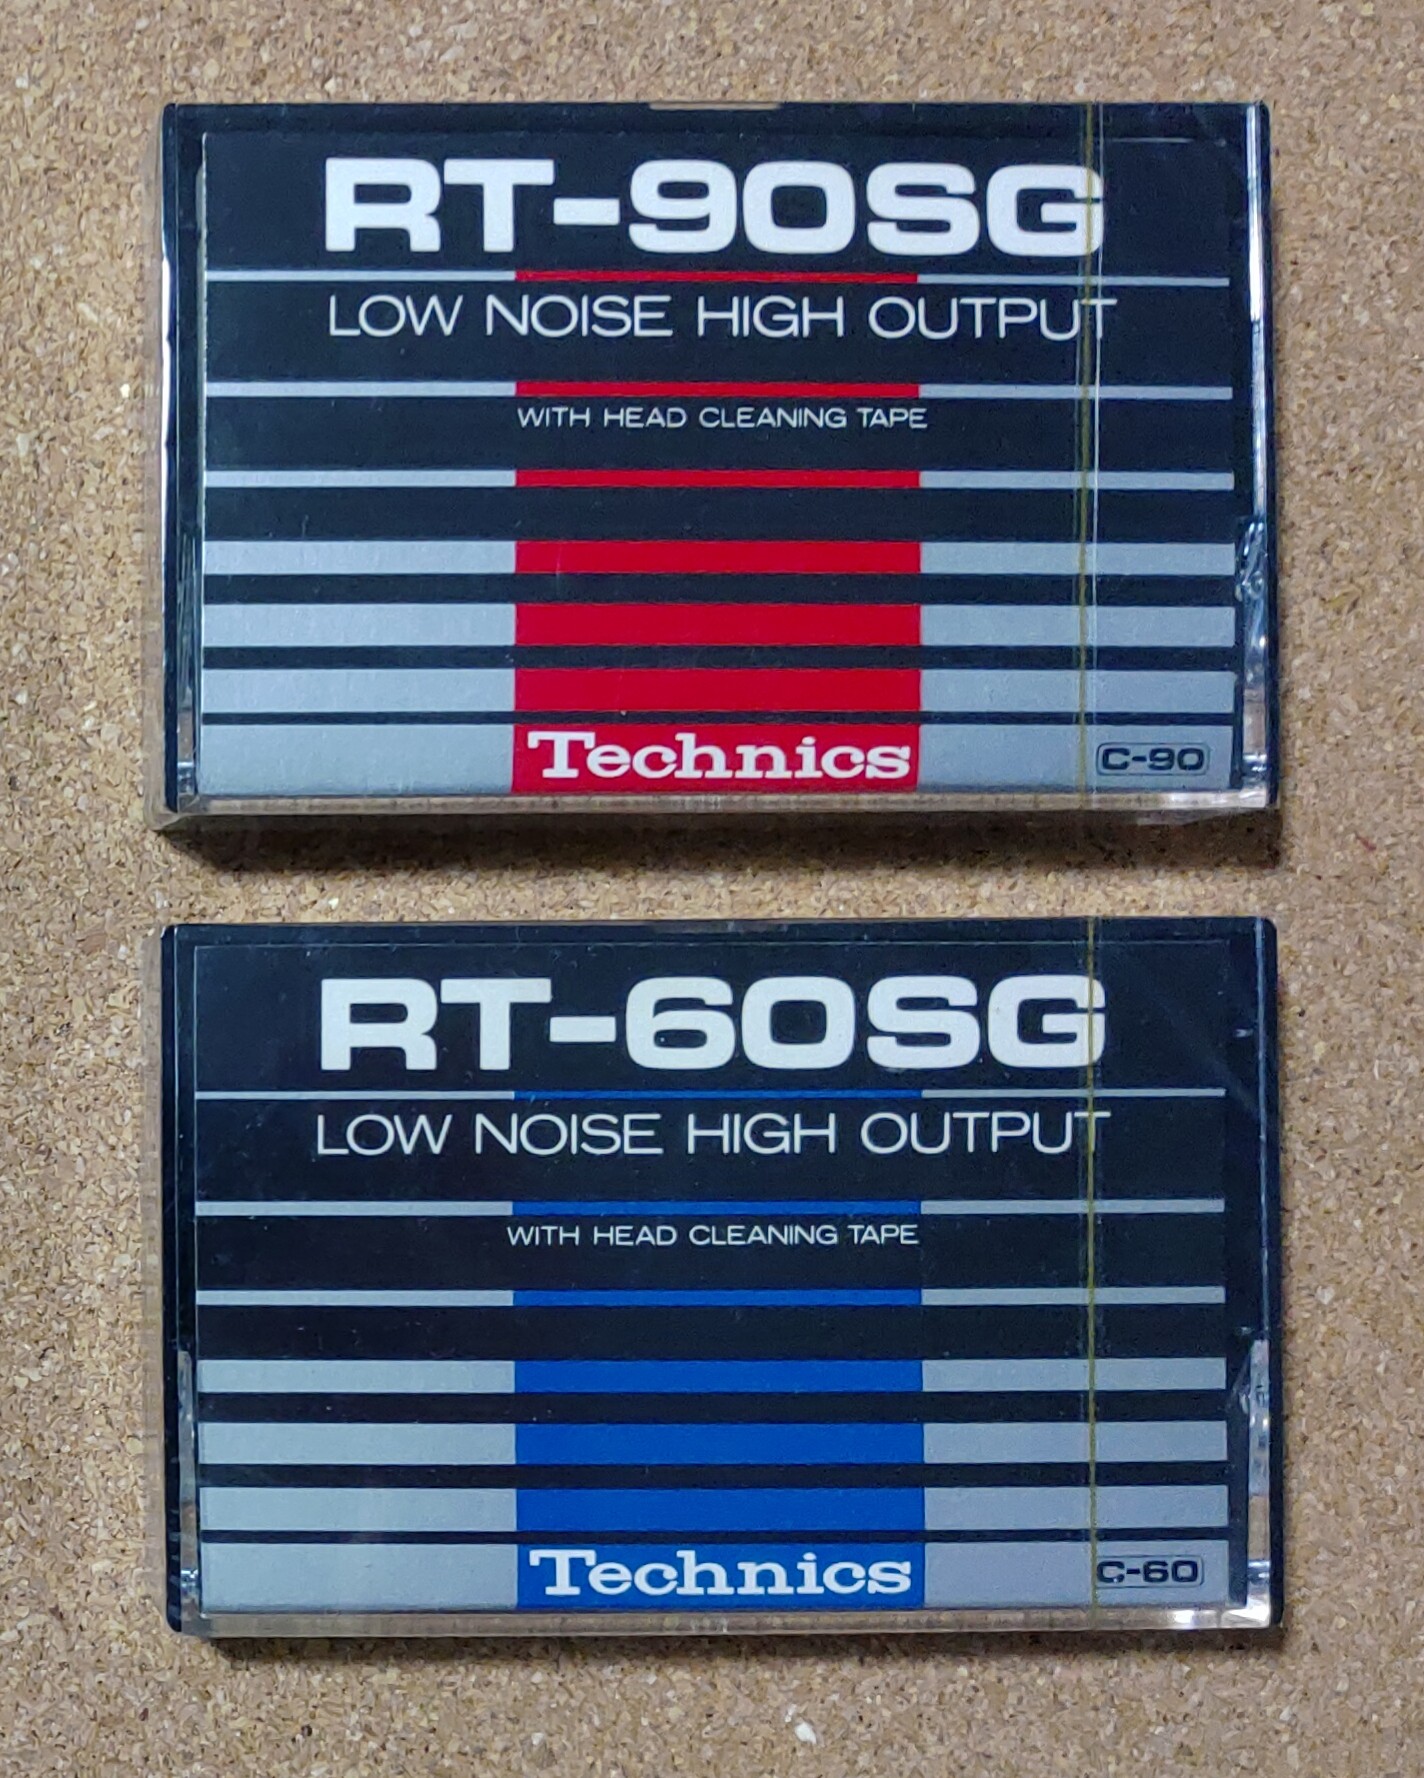 RT-90SG
LOW NOISE HIGH OUTPUT
WITH HEAD CLEANING TAPE
Technics
C-90
RT-60SG
LOW NOISE HIGH OUTPUT
WITH HEAD CLEANING TAPE
Technics
C-60